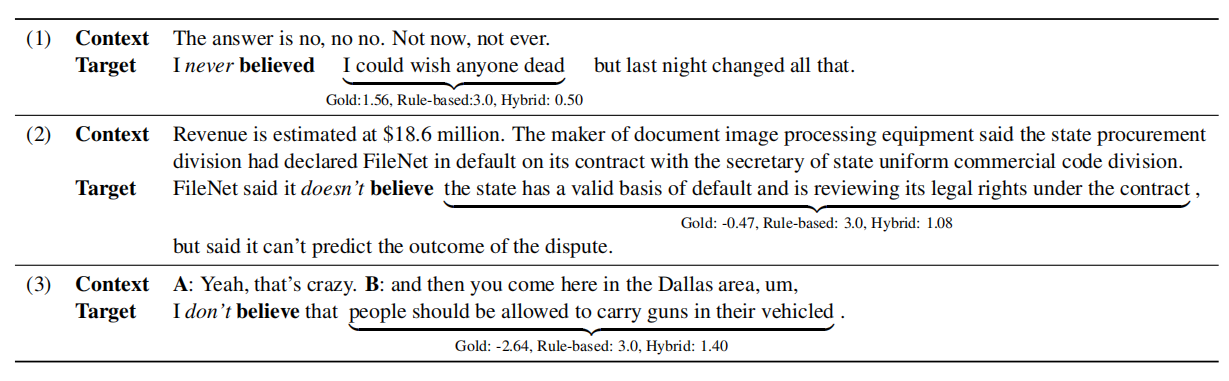 (1) Context The answer is no, no no. Not now, not ever.
Target I never believed I could wish anyone dead but last night changed all that.
Gold:1.56, Rule-based:3.0, Hybrid: 0.50
(2) Context Revenue is estimated at $18.6 million. The maker of document image processing equipment said the state procurement
division had declared FileNet in default on its contract with the secretary of state uniform commercial code division.
Target FileNet said it doesn't believe the state has a valid basis of default and is reviewing its legal rights under the contract ,
Gold: -0.47, Rule-based: 3.0, Hybrid: 1.08
but said it can't predict the outcome of the dispute.
(3) Context A: Yeah, that's crazy. B: and then you come here in the Dallas area, um,
Target I don't believe that people should be allowed to carry guns in their vehicled .
Gold: -2.64, Rule-based: 3.0, Hybrid: 1.40